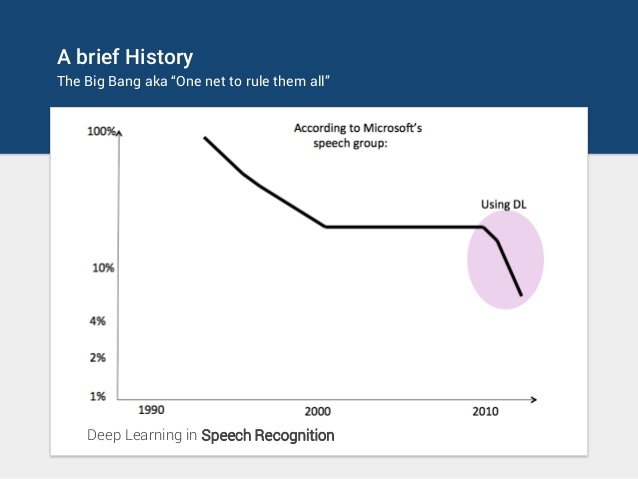 A brief History
The Big Bang aka “One net to rule them all”
According to Microsoft’s
speech group:
100%
Using DL
10%
4%
2%
1%
1990
2000
2010
Deep Learning in Speech Recognition